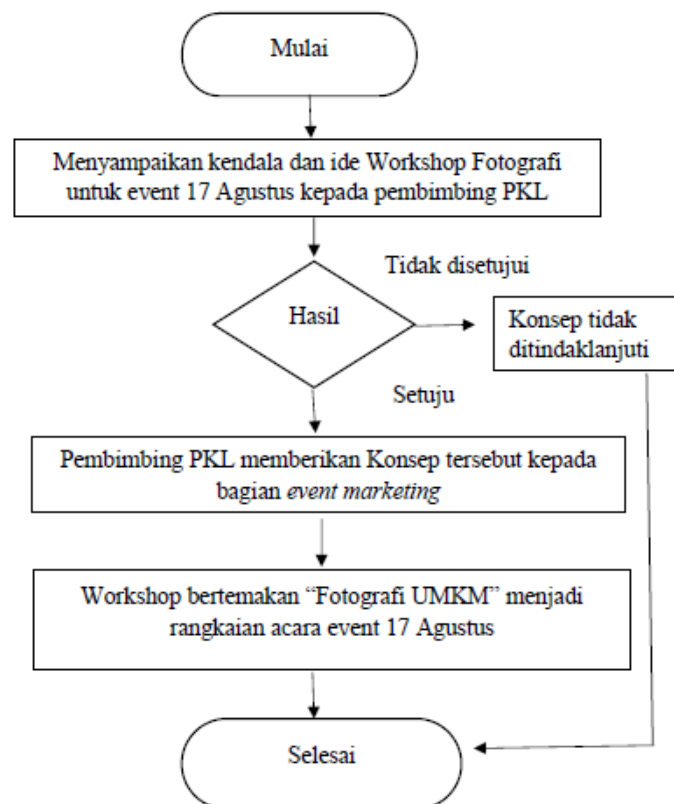 Mulai
Menyampaikan kendala dan ide Workshop Fotografi
untuk event 17 Agustus kepada pembimbing PKL
Tidak disetujui
Hasil
Konsep tidak
ditindaklanjuti
Setuju
Pembimbing PKL memberikan Konsep tersebut kepada
bagian event marketing
Workshop bertemakan “Fotografi UMKM” menjadi
rangkaian acara event 17 Agustus
Selesai